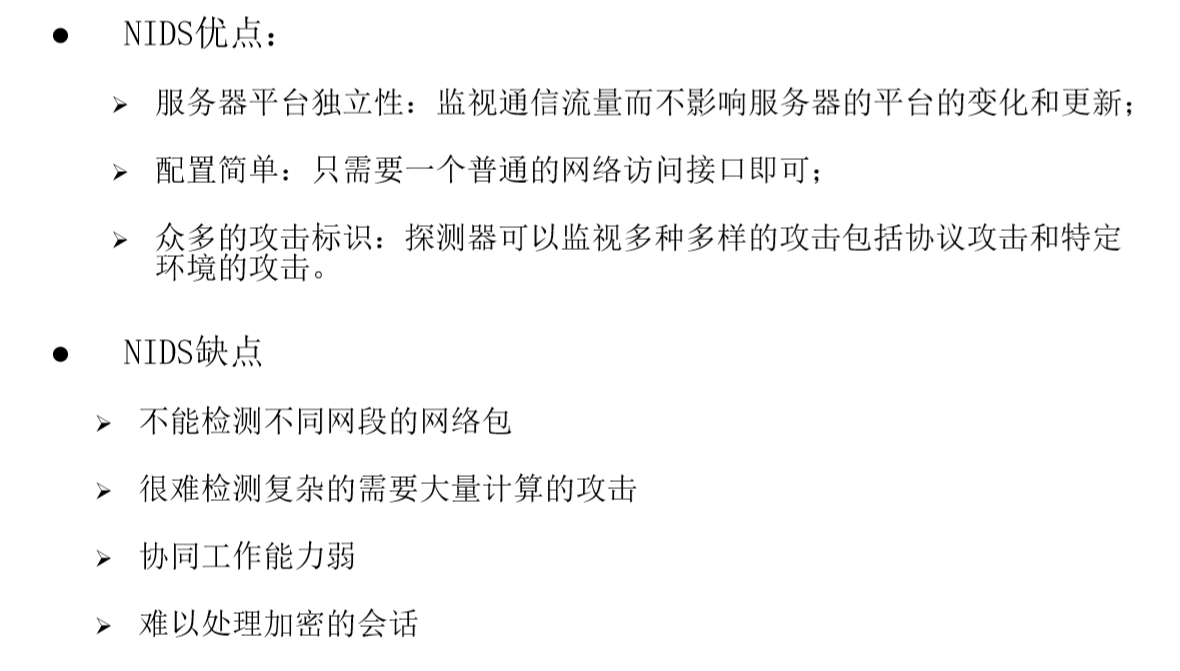 ● NIDS优点：
➢ 服务器平台独立性：监视通信流量而不影响服务器的平台的变化和更新；
➢ 配置简单：只需要一个普通的网络访问接口即可；
➢ 众多的攻击标识：探测器可以监视多种多样的攻击包括协议攻击和特定
环境的攻击。
● NIDS缺点
➢ 不能检测不同网段的网络包
➢ 很难检测复杂的需要大量计算的攻击
➢ 协同工作能力弱
➢ 难以处理加密的会话